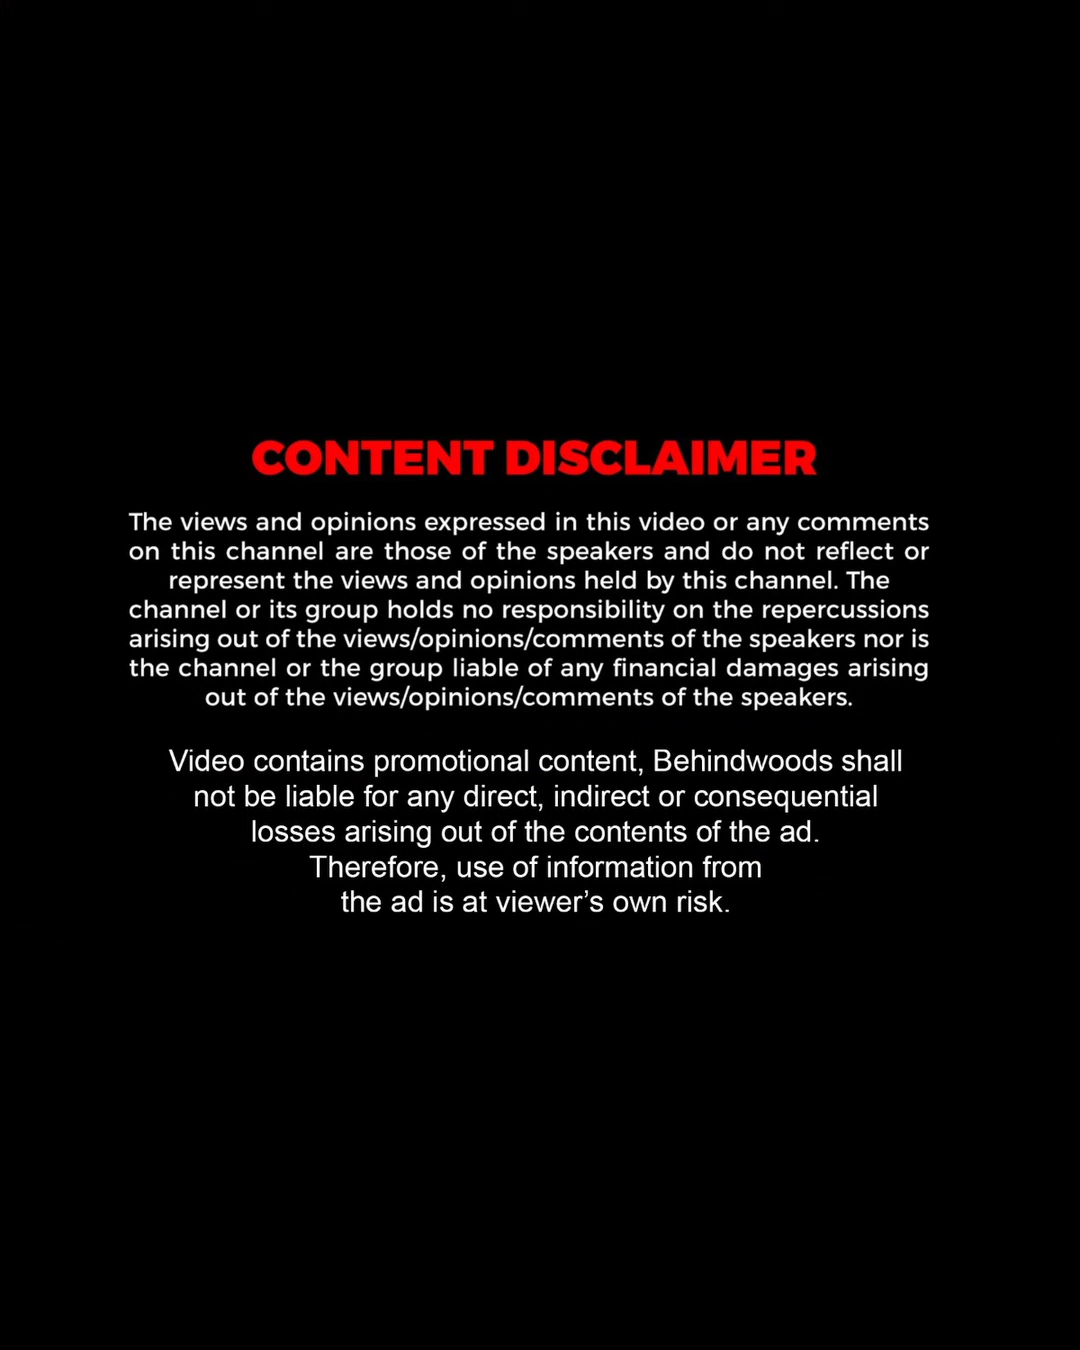 CONTENT DISCLAIMER
The views and opinions expressed in this video or any comments
on this channel are those of the speakers and do not reflect or
represent the views and opinions held by this channel. The
channel or its group holds no responsibility on the repercussions
arising out of the views/opinions/comments of the speakers nor is
the channel or the group liable of any financial damages arising
out of the views/opinions/comments of the speakers.
Video contains promotional content, Behindwoods shall
not be liable for any direct, indirect or consequential
losses arising out of the contents of the ad.
Therefore, use of information from
the ad is at viewer’s own risk.